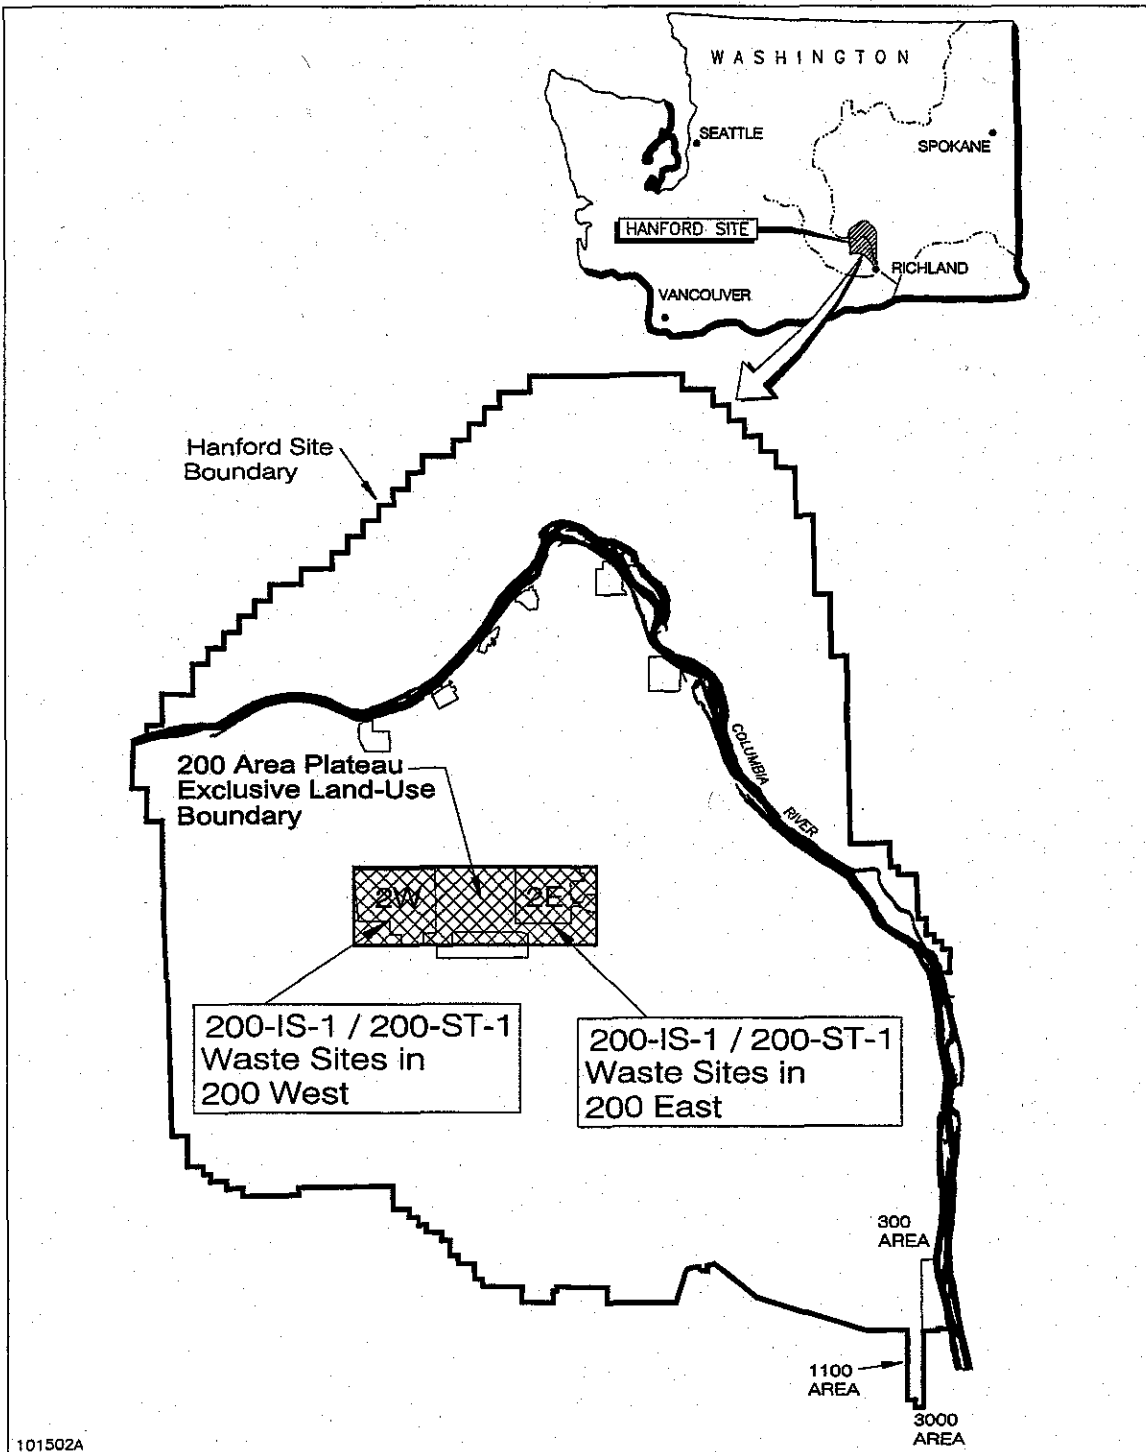 WASHINGTON
SEATTLE
SPOKANE
HANFORD SITE
RICHLAND
VANCOUVER
Hanford Site
Boundary
COLUMBIA
RIVER
200 Area Plateau
Exclusive Land-Use
Boundary
2W
2E
200-IS-1 / 200-ST-1
Waste Sites in
200 West
200-IS-1 / 200-ST-1
Waste Sites in
200 East
300
AREA
1100
AREA
3000
AREA
101502A